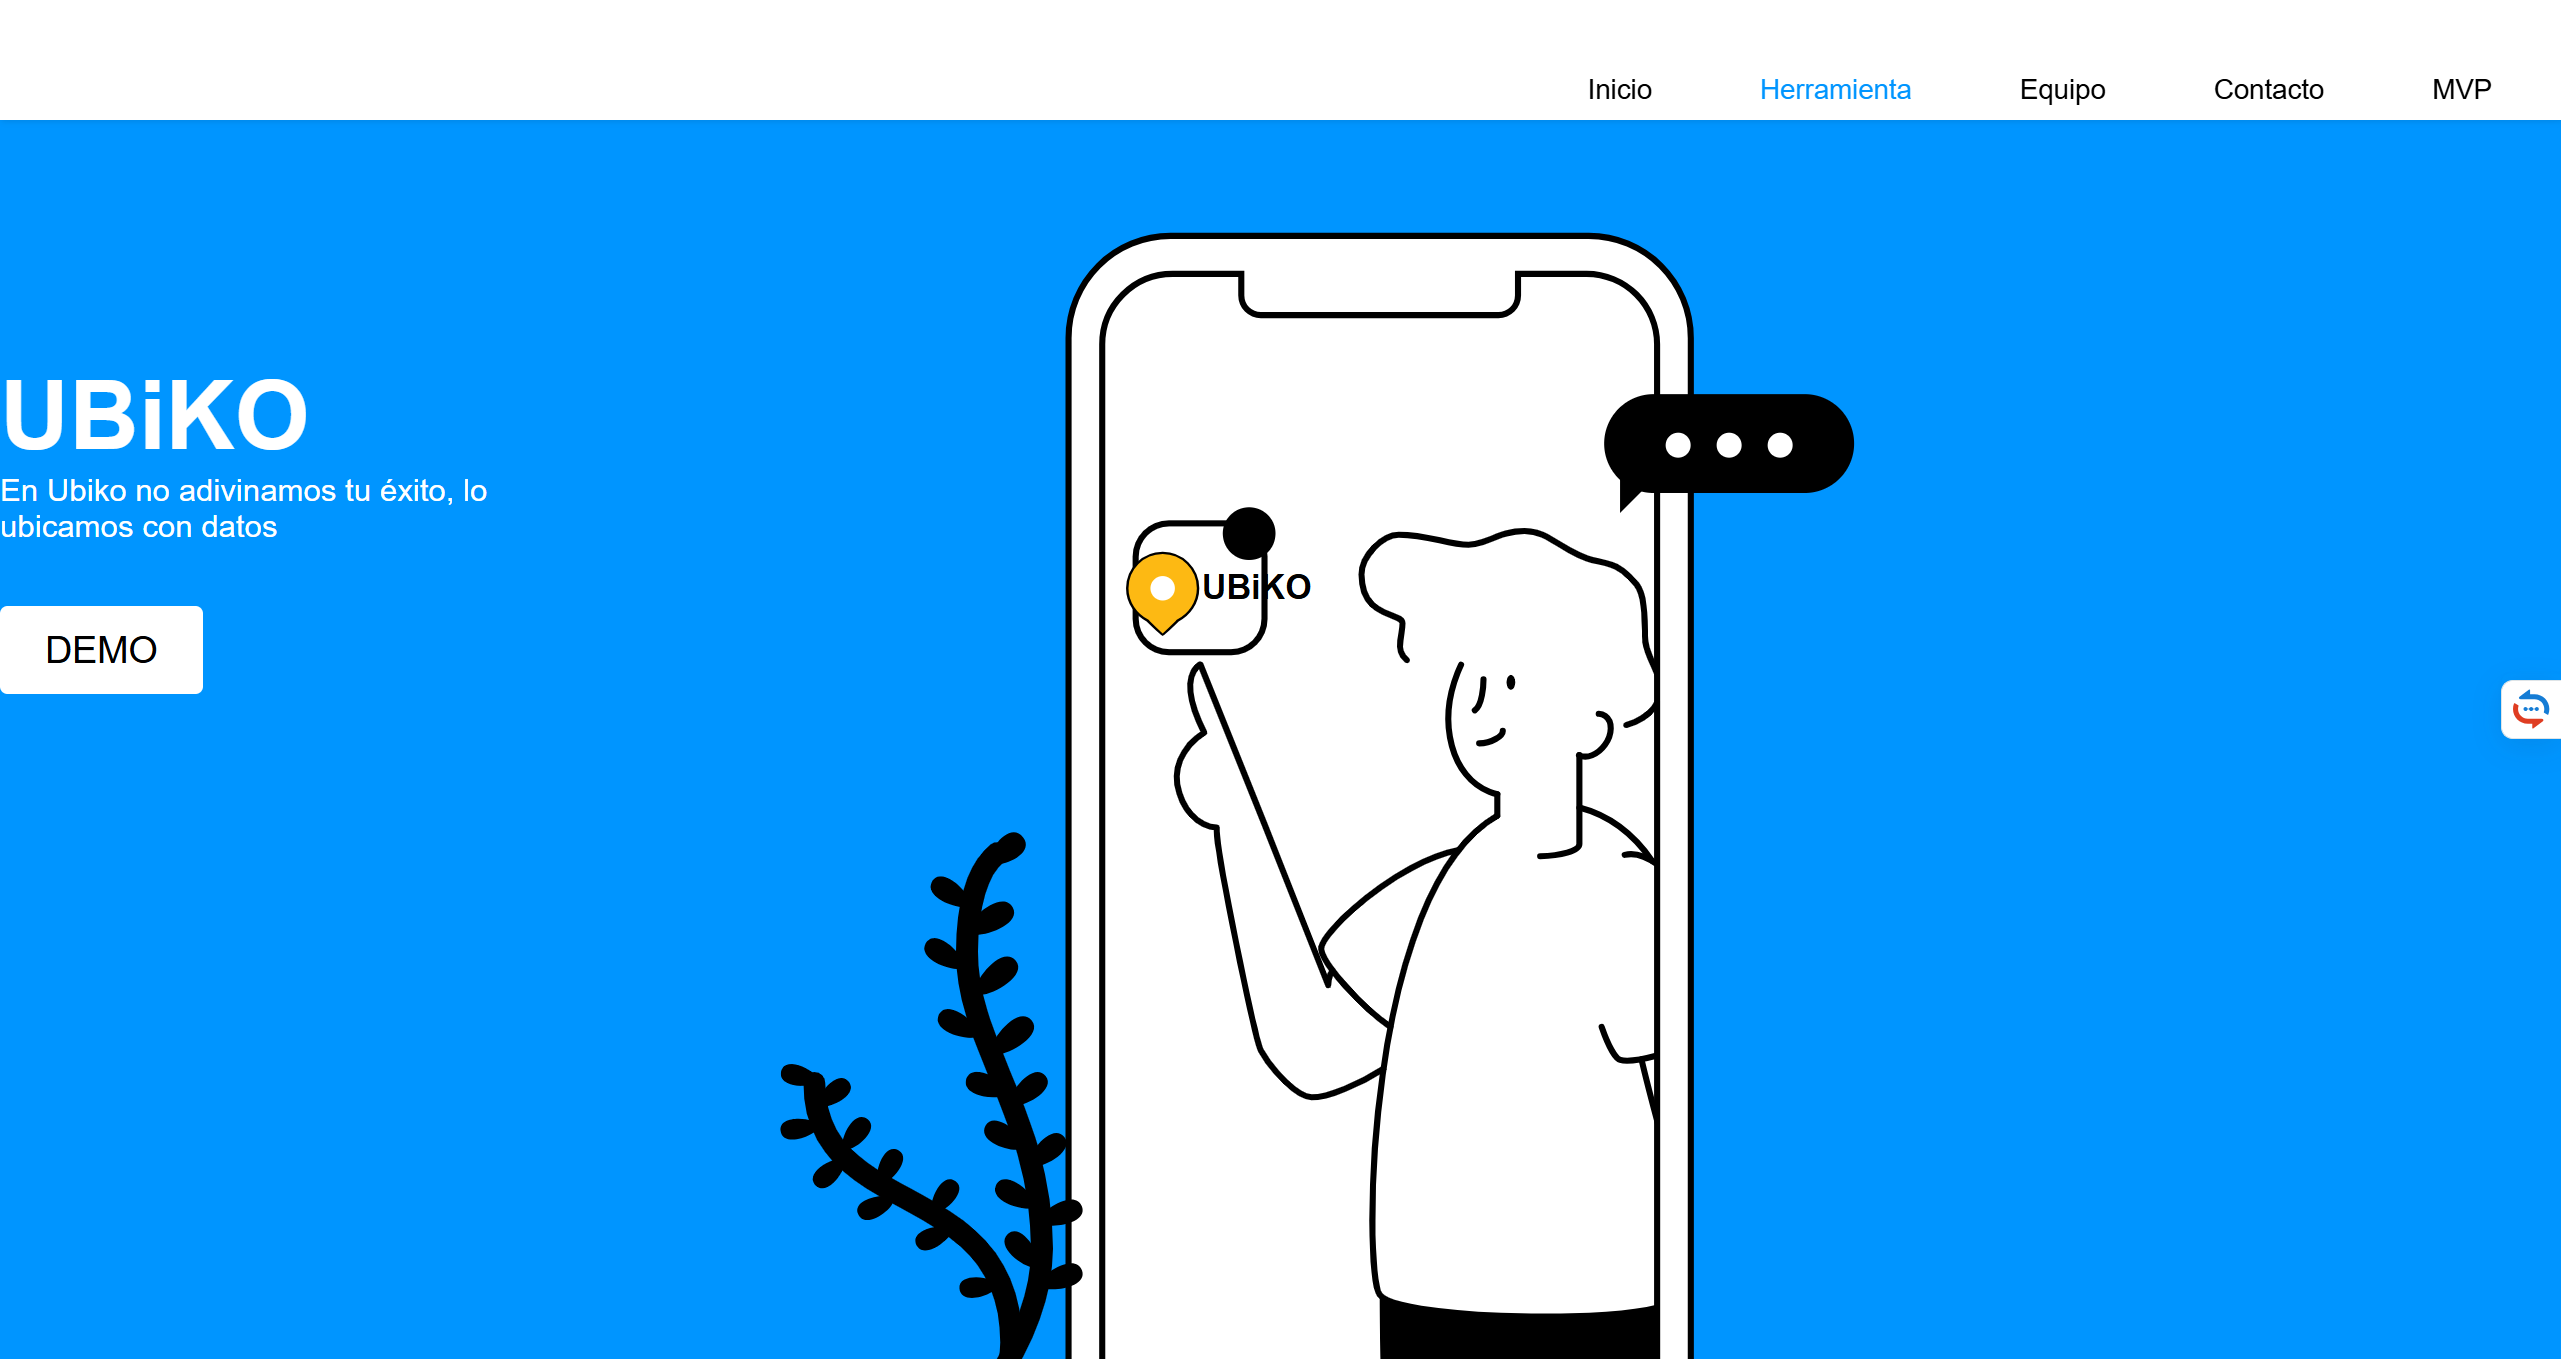 Inicio
Herramienta
Equipo
Contacto
MVP
UBiKO
En Ubiko no adivinamos tu éxito, lo
ubicamos con datos
DEMO
UBiKO